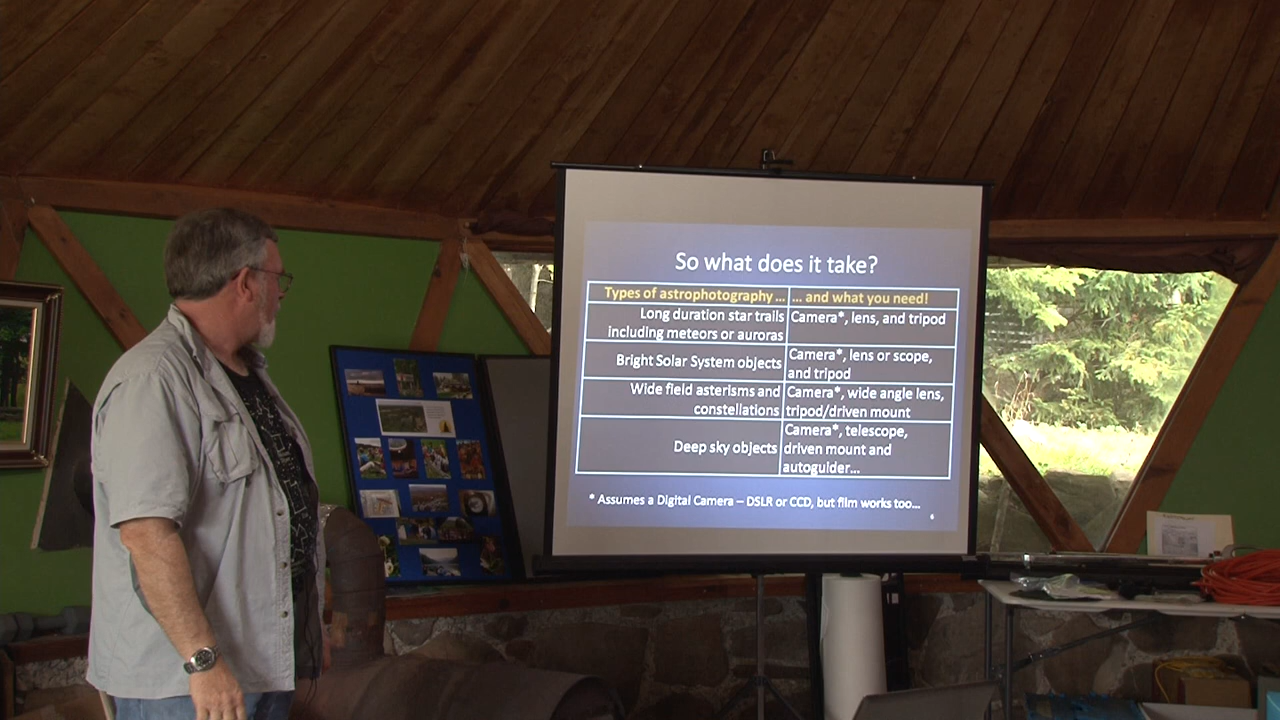 So what does it take?
Types of astrophotography ... ... and what you need!
Long duration star trails
including meteors or auroras
Camera*, lens, and tripod
Bright Solar System objects
Camera*, lens or scope,
and tripod
Wide field asterisms and
constellations
Camera*, wide angle lens,
tripod/driven mount
Deep sky objects
Camera*, telescope,
driven mount and
autoguider...
* Assumes a Digital Camera – DSLR or CCD, but film works too...
6